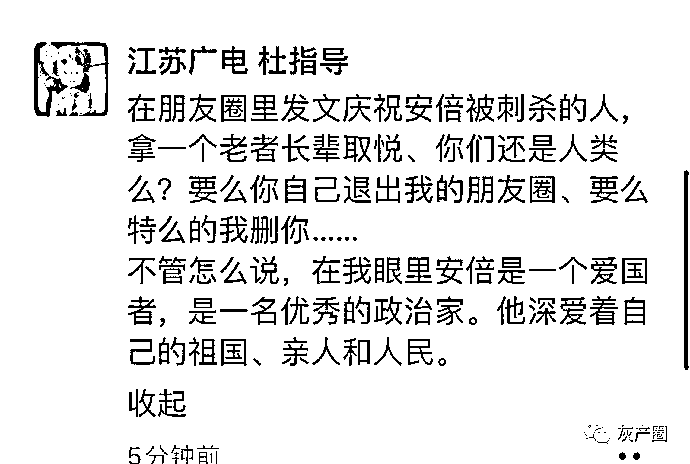 江苏广电 杜指导
在朋友圈里发文庆祝安倍被刺杀的人，
拿一个老者长辈取悦、你们还是人类
么？要么你自己退出我的朋友圈、要么
特么的我删你……
不管怎么说，在我眼里安倍是一个爱国
者，是一名优秀的政治家。他深爱着自
己的祖国、亲人和人民。
收起
5分钟前
灰产圈